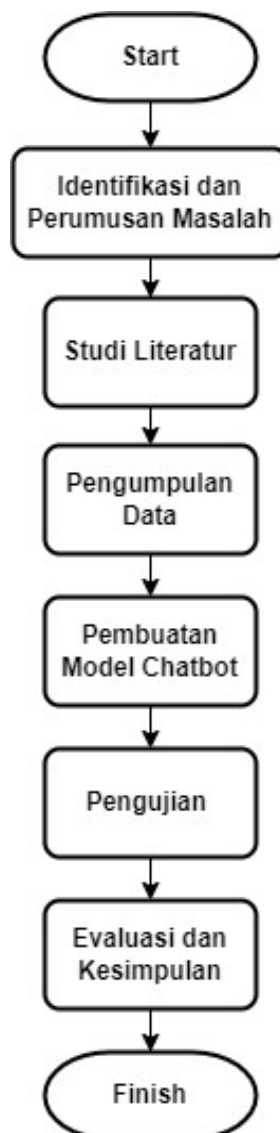 Start
Identifikasi dan
Perumusan Masalah
Studi Literatur
Pengumpulan
Data
Pembuatan
Model Chatbot
Pengujian
Evaluasi dan
Kesimpulan
Finish